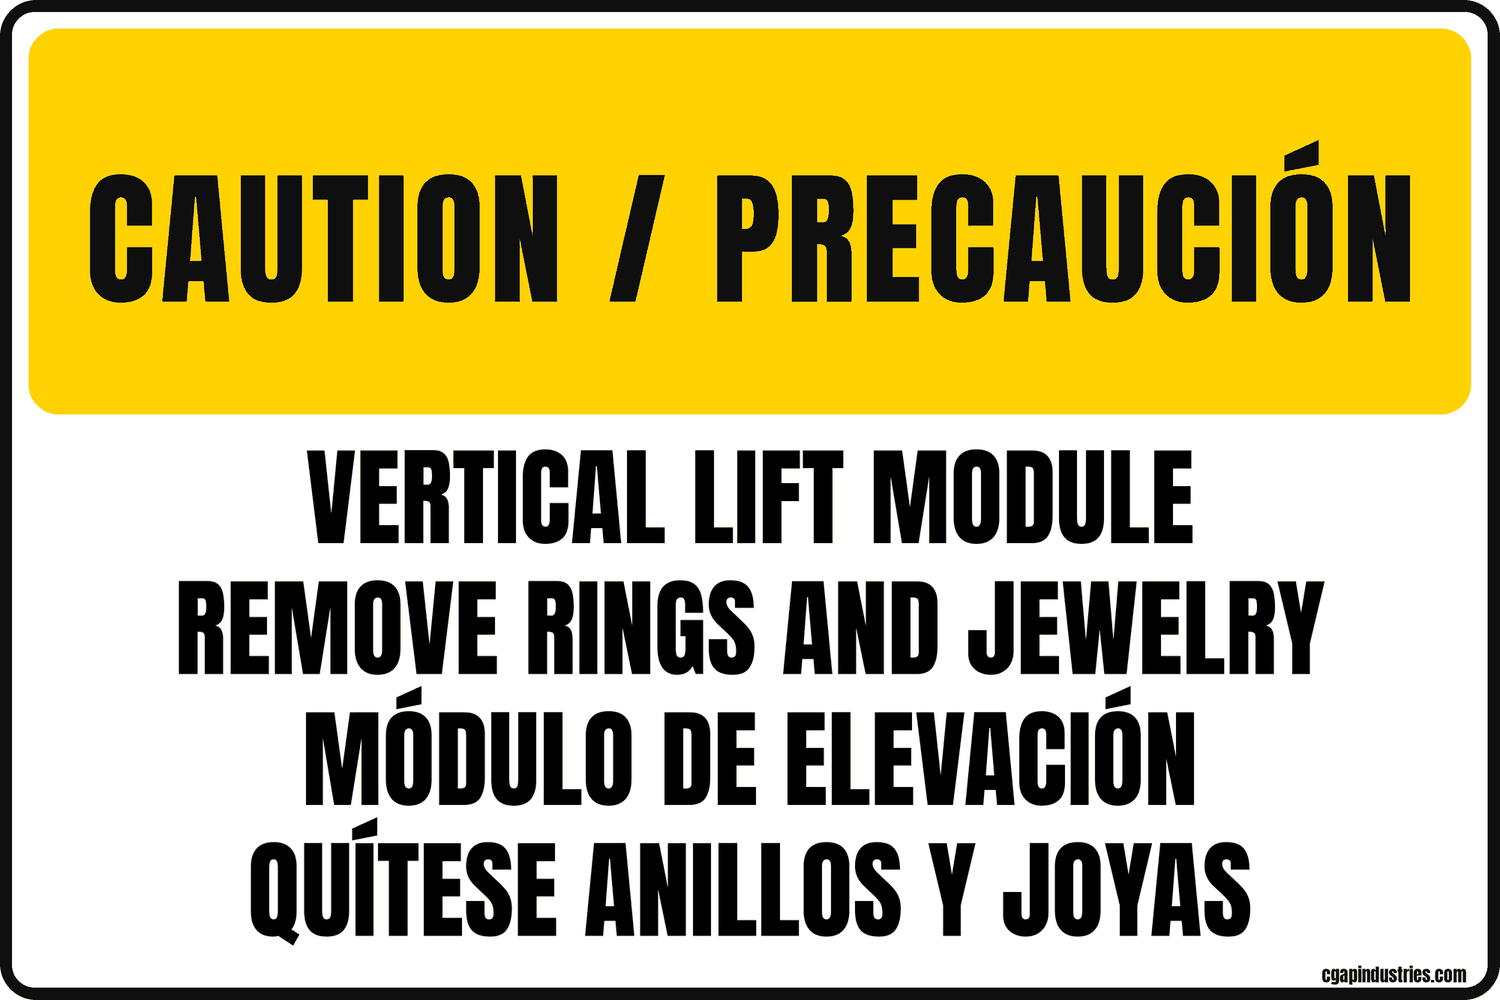 CAUTION / PRECAUCIÓN
VERTICAL LIFT MODULE
REMOVE RINGS AND JEWELRY
MÓDULO DE ELEVACIÓN
QUÍTESE ANILLOS Y JOYAS
cgapindustries.com